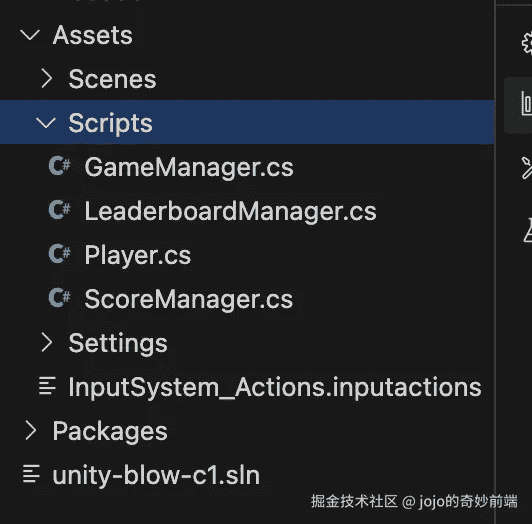 Assets
Scenes
Scripts
C# GameManager.cs
C# LeaderboardManager.cs
C# Player.cs
C# ScoreManager.cs
Settings
InputSystem_Actions.inputactions
Packages
unity-blow-c1.sln
掘金技术社区 @ jojo的奇妙前端